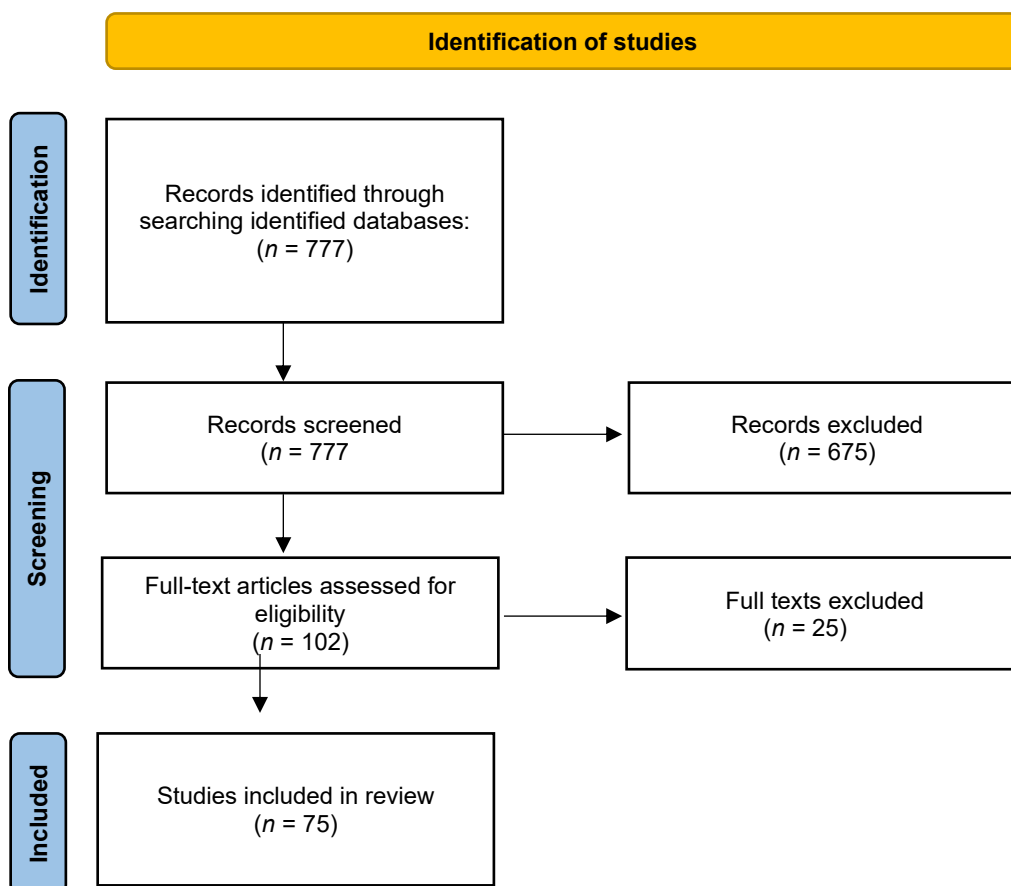 Identification of studies
Identification
Records identified through
searching identified databases:
(n = 777)
Screening
Records screened
(n = 777
Records excluded
(n = 675)
Full-text articles assessed for
eligibility
(n = 102)
Full texts excluded
(n = 25)
Included
Studies included in review
(n = 75)